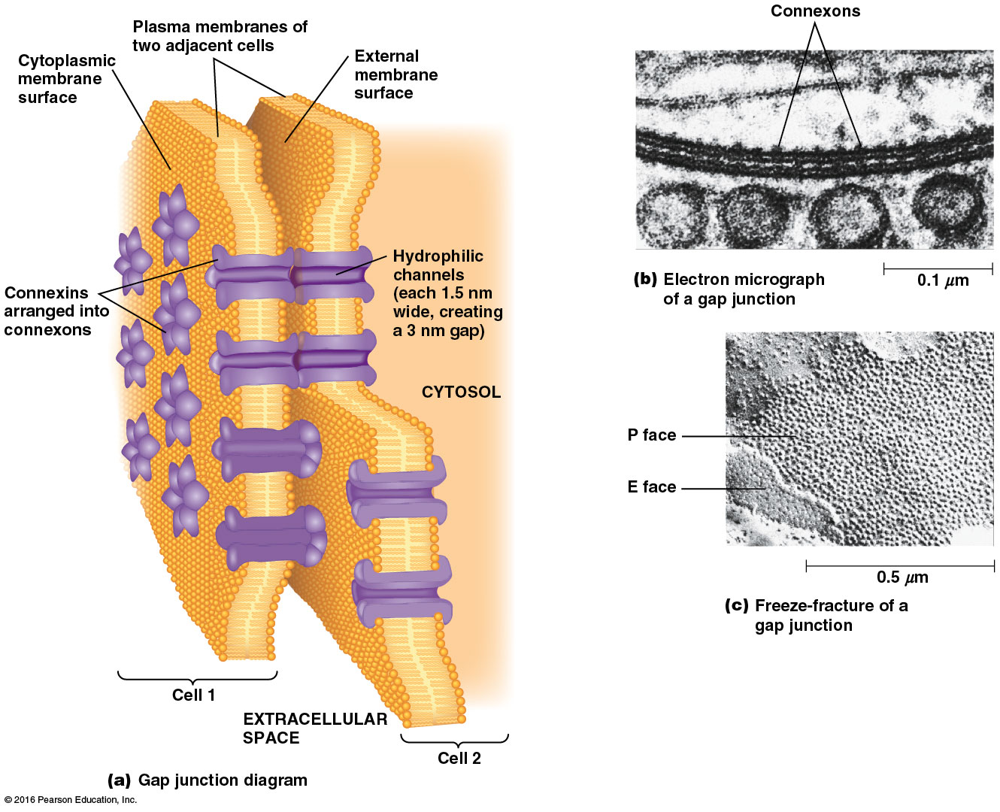 Plasma membranes of
two adjacent cells
Cytoplasmic
membrane
surface
External
membrane
surface
Connexins
arranged into
connexons
Hydrophilic
channels
(each 1.5 nm
wide, creating
a 3 nm gap)
CYTOSOL
Cell 1
EXTRACELLULAR
SPACE
Cell 2
(a) Gap junction diagram
Connexons
(b) Electron micrograph
of a gap junction
0.1 μm
P face
E face
0.5 μm
(c) Freeze-fracture of a
gap junction
© 2016 Pearson Education, Inc.